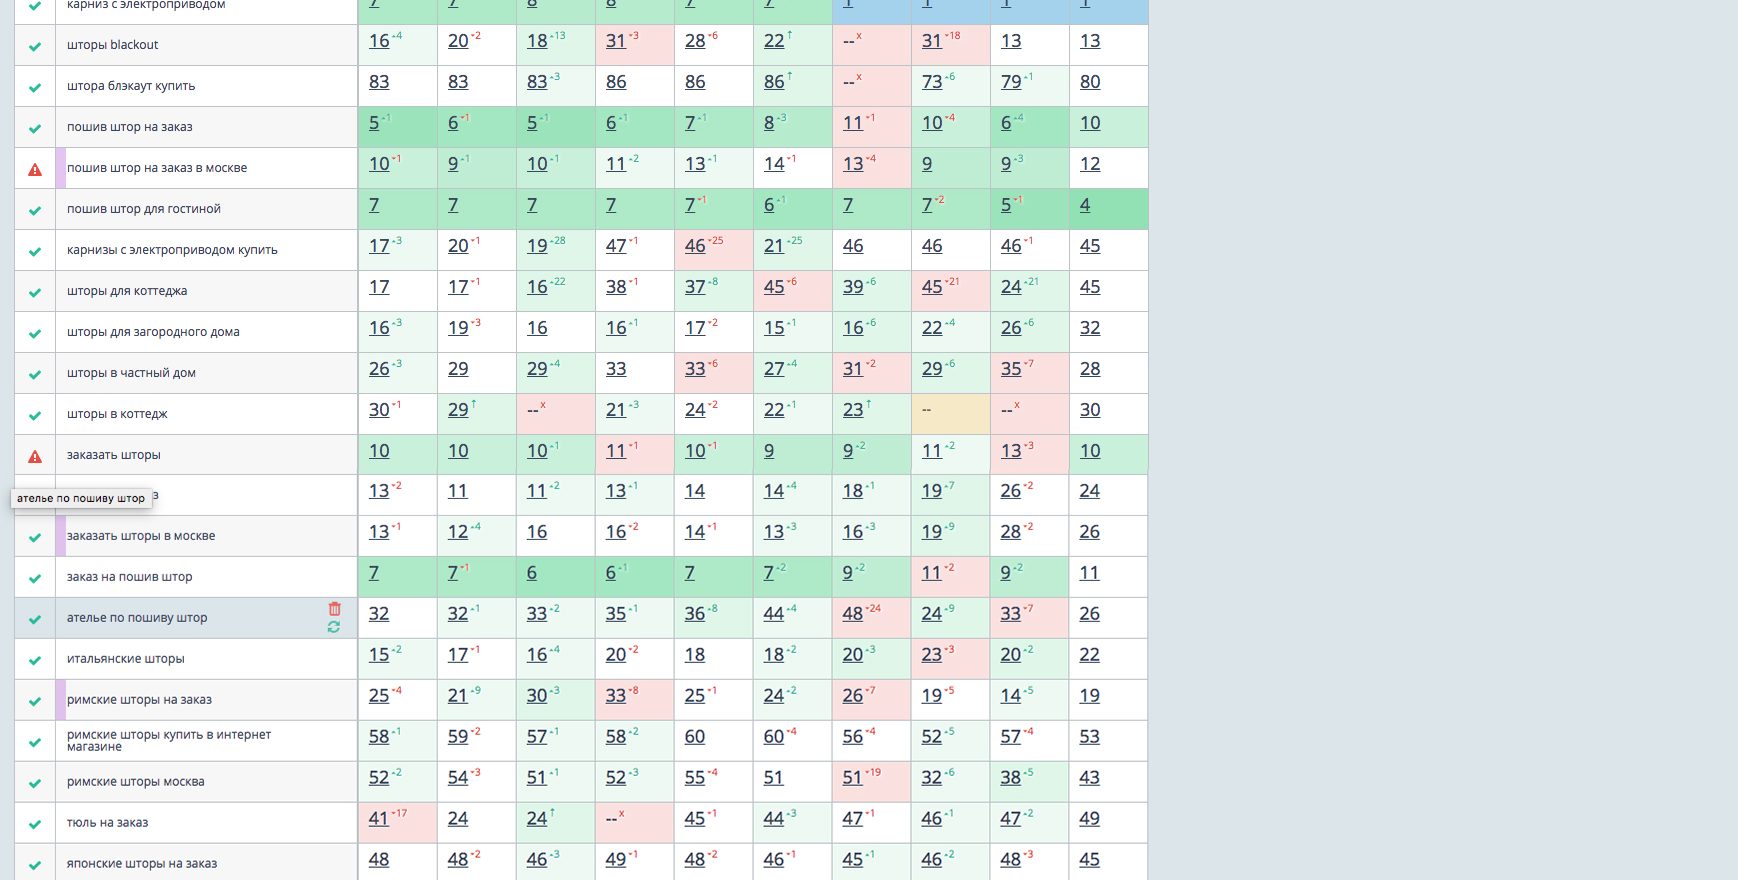 карниз с электроприводом 7 7 8 8 7 7 1 1 1 1
шторы blackout 16 4 20 2 18 13 31 3 28 6 22↑ --x 31 18 13 13
штора блэкаут купить 83 83 83 3 86 86 86↑ --x 73 6 79 1 80
пошив штор на заказ 5 1 6 1 5 1 6 1 7 1 8 3 11 1 10 4 6 4 10
пошив штор на заказ в москве 10 1 9 1 10 1 11 2 13 1 14 1 13 4 9 9 3 12
пошив штор для гостиной 7 7 7 7 7 1 6 1 7 7 2 5 1 4
карнизы с электроприводом купить 17 3 20 1 19 28 47 1 46 25 21 25 46 46 46 1 45
шторы для коттеджа 17 17 1 16 22 38 1 37 8 45 6 39 6 45 21 24 21 45
шторы для загородного дома 16 3 19 3 16 16 1 17 2 15 1 16 6 22 4 26 6 32
шторы в частный дом 26 3 29 29 4 33 33 6 27 4 31 2 29 6 35 7 28
шторы в коттедж 30 1 29↑ --x 21 3 24 2 22 1 23↑ -- --x 30
заказать шторы 10 10 10 1 11 1 10 1 9 9 2 11 2 13 3 10
ателье по пошиву штор з 13 2 11 11 2 13 1 14 14 4 18 1 19 7 26 2 24
заказать шторы в москве 13 1 12 4 16 16 2 14 1 13 3 16 3 19 9 28 2 26
заказ на пошив штор 7 7 1 6 6 1 7 7 2 9 2 11 2 9 2 11
ателье по пошиву штор 32 32 1 33 2 35 1 36 8 44 4 48 24 24 9 33 7 26
итальянские шторы 15 2 17 1 16 4 20 2 18 18 2 20 3 23 3 20 2 22
римские шторы на заказ 25 4 21 9 30 3 33 8 25 1 24 2 26 7 19 5 14 5 19
римские шторы купить в интернет
магазине 58 1 59 2 57 1 58 2 60 60 4 56 4 52 5 57 4 53
римские шторы москва 52 2 54 3 51 1 52 3 55 4 51 51 19 32 6 38 5 43
тюль на заказ 41 17 24 24↑ --x 45 1 44 3 47 1 46 1 47 2 49
японские шторы на заказ 48 48 2 46 3 49 1 48 2 46 1 45 1 46 2 48 3 45